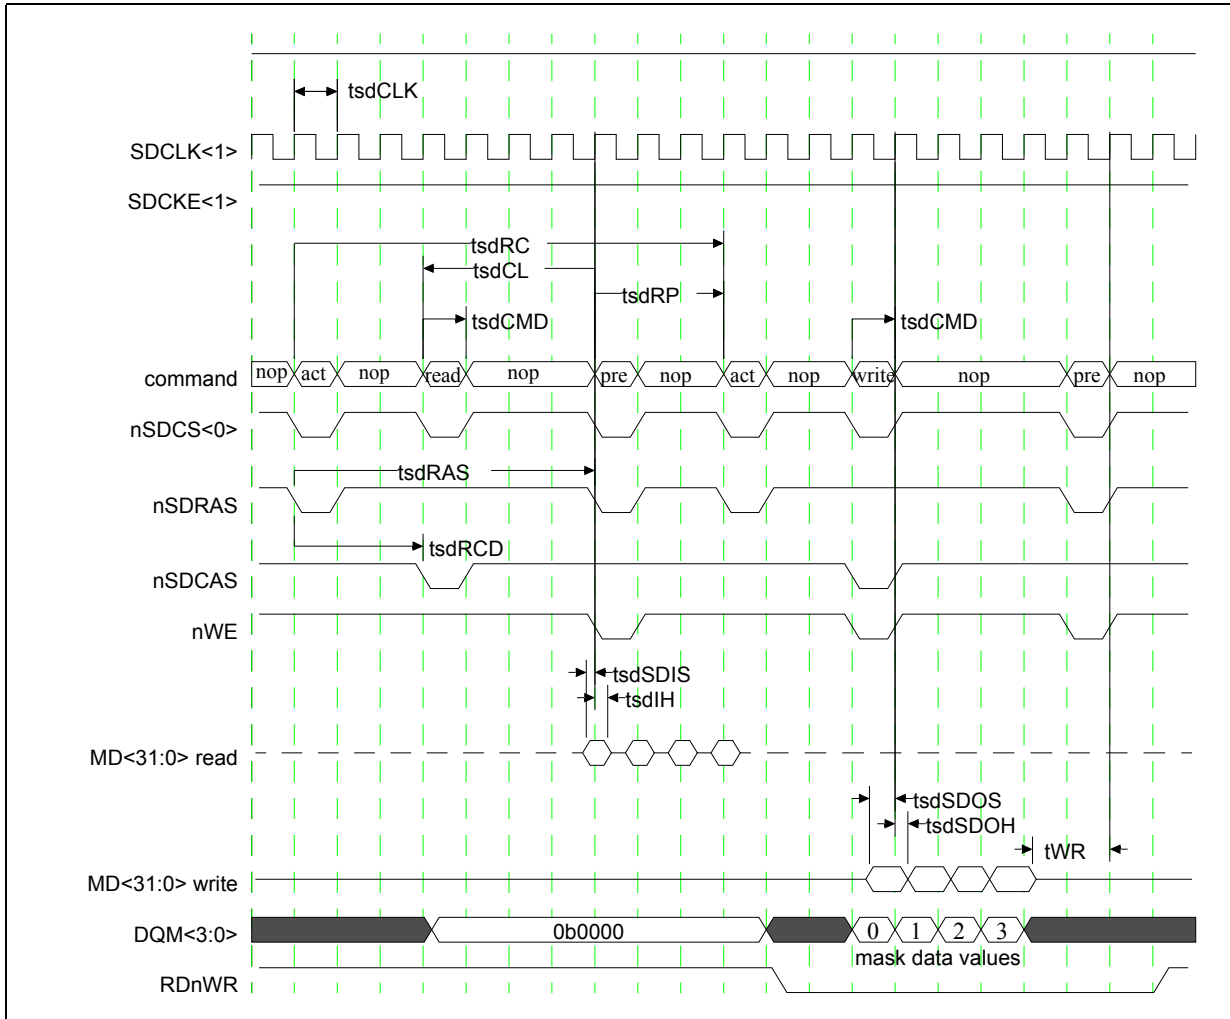 tsdCLK
SDCLK<1>
SDCKE<1>
tsdRC
tsdCL
tsdRP
tsdCMD tsdCMD
command nop act nop read nop pre nop act nop write nop pre nop
nSDCS<0>
tsdRAS
nSDRAS
tsdRCD
nSDCAS
nWE
tsdSDIS
tsdIH
MD<31:0> read
tsdSDOS
tsdSDOH
tWR
MD<31:0> write
DQM<3:0> 0b0000 0 1 2 3
mask data values
RDnWR